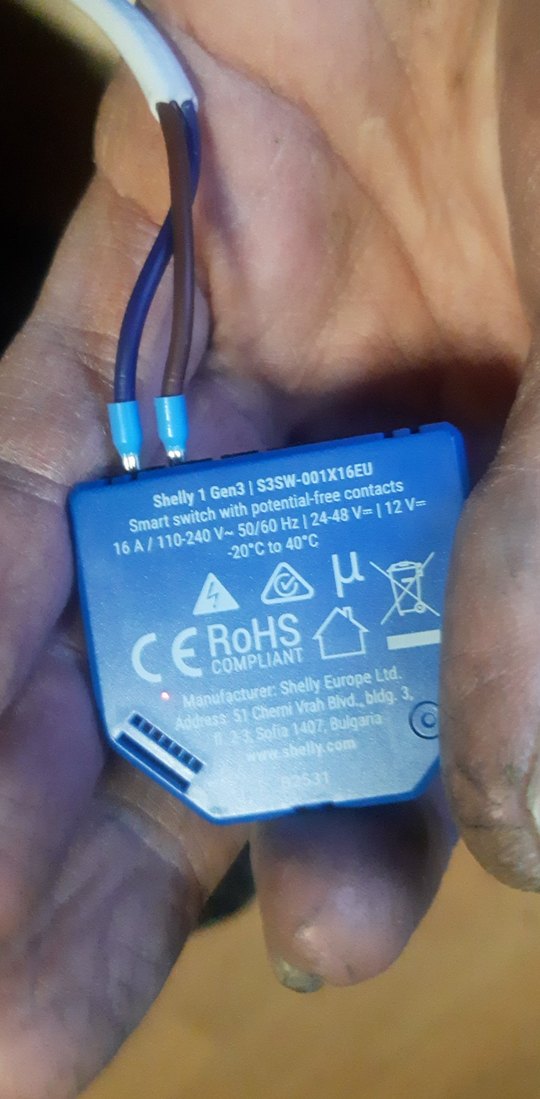 Shelly 1 Gen3 | S3SW-001X16EU
Smart switch with potential-free contacts
16 A / 110-240 V~ 50/60 Hz | 24-48 V⎓ | 12 V⎓
-20°C to 40°C
μ
CE RoHS
COMPLIANT
Manufacturer: Shelly Europe Ltd.
Address: 51 Cherni Vrah Blvd., bldg. 3,
fl. 2-3, Sofia 1407, Bulgaria
www.shelly.com